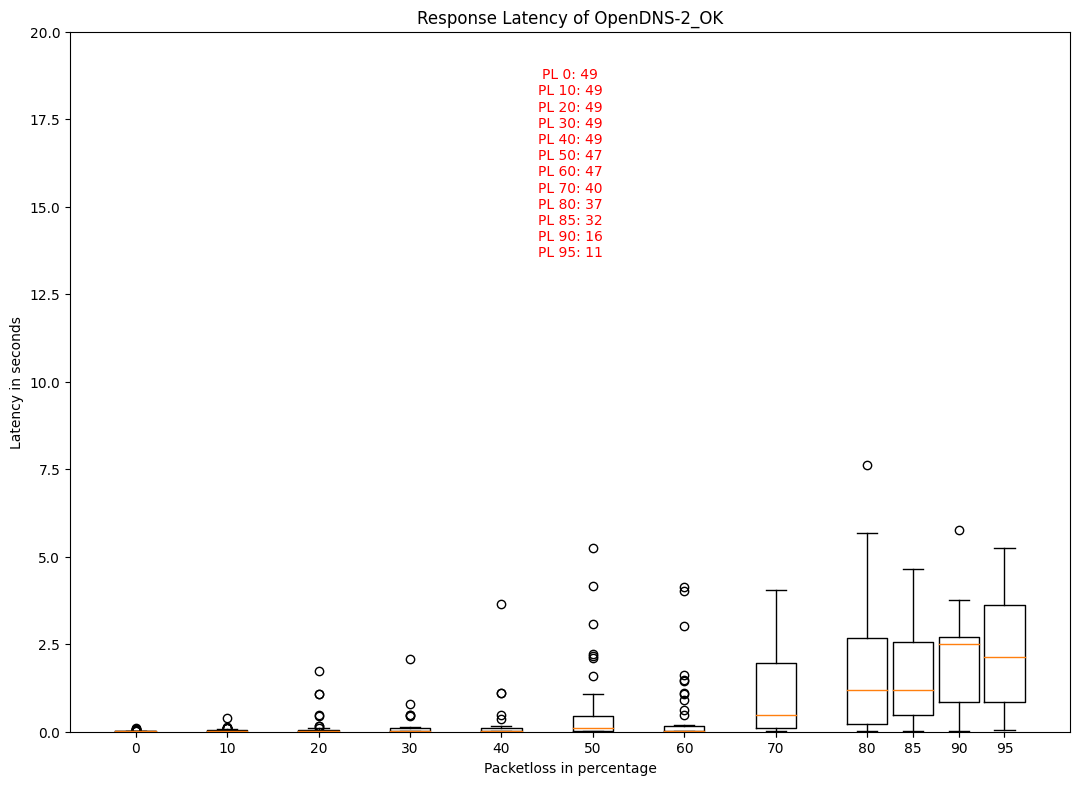 Response Latency of OpenDNS-2_OK
20.0
17.5
15.0
12.5
10.0
7.5
5.0
2.5
0.0
Latency in seconds
PL 0: 49
PL 10: 49
PL 20: 49
PL 30: 49
PL 40: 49
PL 50: 47
PL 60: 47
PL 70: 40
PL 80: 37
PL 85: 32
PL 90: 16
PL 95: 11
0 10 20 30 40 50 60 70 80 85 90 95
Packetloss in percentage